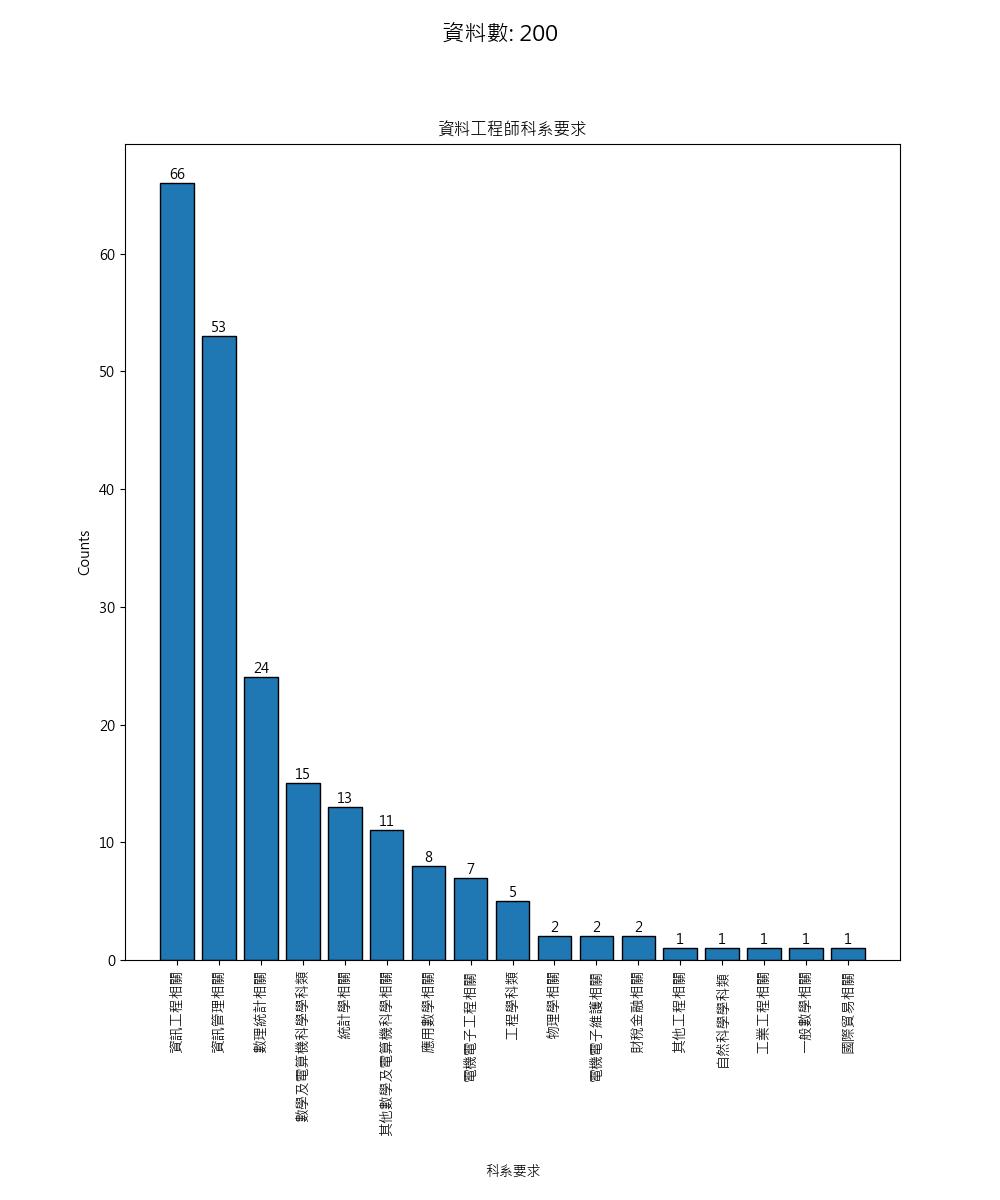 資料數: 200
資料工程師科系要求
66
53
24
15
13
11
8
7
5
2
2
2
1
1
1
1
1
60
50
40
30
20
10
0
Counts
資訊工程相關
資訊管理相關
數理統計相關
數學及電算機科學學科類
統計學相關
其他數學及電算機科學相關
應用數學相關
電機電子工程相關
工程學科類
物理學相關
電機電子維護相關
財稅金融相關
其他工程相關
自然科學學科類
工業工程相關
一般數學相關
國際貿易相關
科系要求